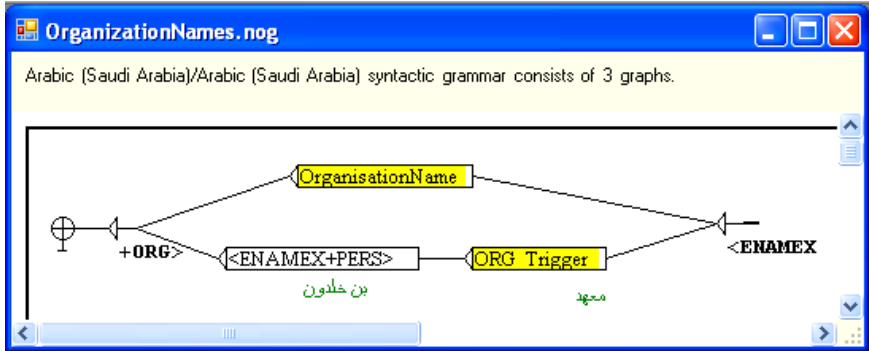 OrganizationNames.nog
Arabic (Saudi Arabia)/Arabic (Saudi Arabia) syntactic grammar consists of 3 graphs.
OrganisationName
+ORG>
<ENAMEX+PERS>
ORG Trigger
<ENAMEX
بن خلدون
معهد